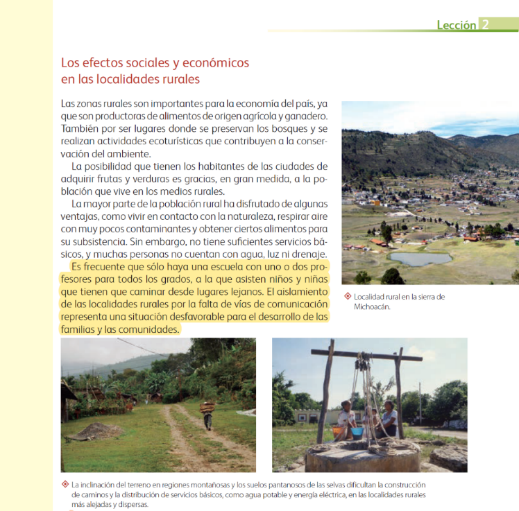 Lección 2
Los efectos sociales y económicos
en las localidades rurales
Las zonas rurales son importantes para la economía del país, ya
que son productoras de alimentos de origen agrícola y ganadero.
También por ser lugares donde se preservan los bosques y se
realizan actividades ecoturísticas que contribuyen a la conser-
vación del ambiente.
La posibilidad que tienen los habitantes de las ciudades de
adquirir frutas y verduras es gracias, en gran medida, a la po-
blación que vive en los medios rurales.
La mayor parte de la población rural ha disfrutado de algunas
ventajas, como vivir en contacto con la naturaleza, respirar aire
con muy pocos contaminantes y obtener ciertos alimentos para
su subsistencia. Sin embargo, no tiene suficientes servicios bá-
sicos, y muchas personas no cuentan con agua, luz ni drenaje.
Es frecuente que sólo haya una escuela con uno o dos pro-
fesores para todos los grados, a la que asisten niños y niñas
que tienen que caminar desde lugares lejanos. El aislamiento
de las localidades rurales por la falta de vías de comunicación
representa una situación desfavorable para el desarrollo de las
familias y las comunidades.
Localidad rural en la sierra de
Michoacán.
La inclinación del terreno en regiones montañosas y los suelos pantanosos de las selvas dificultan la construcción
de caminos y la distribución de servicios básicos, como agua potable y energía eléctrica, en las localidades rurales
más alejadas y dispersas.